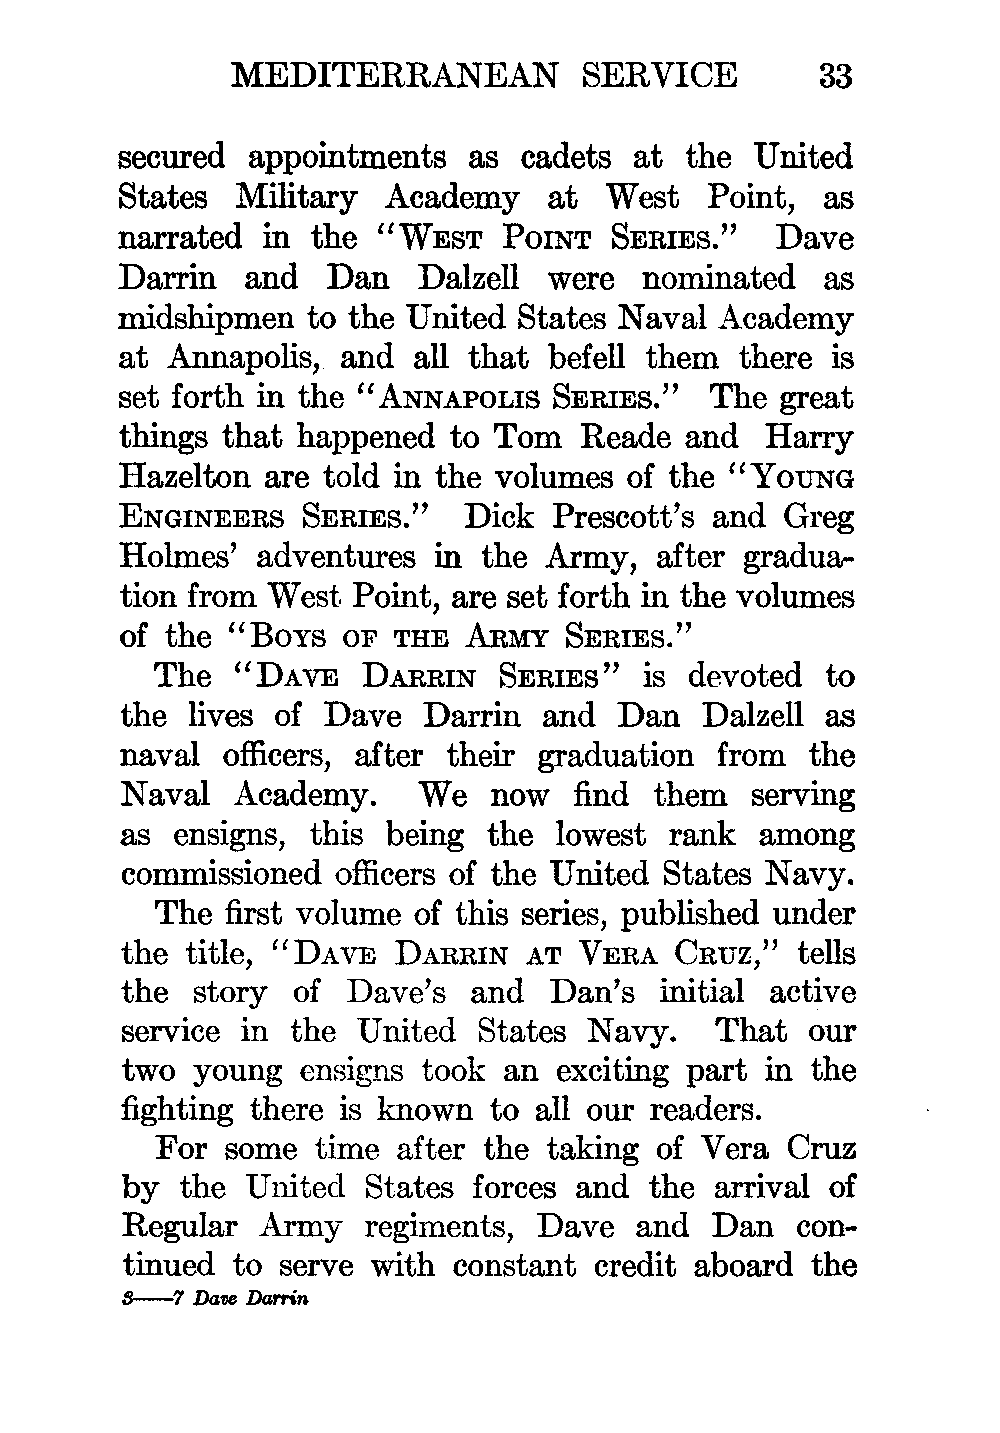 MEDITERRANEAN SERVICE 33
secured appointments as cadets at the United
States Military Academy at West Point, as
narrated in the "WEST POINT SERIES." Dave
Darrin and Dan Dalzell were nominated as
midshipmen to the United States Naval Academy
at Annapolis, and all that befell them there is
set forth in the "ANNAPOLIS SERIES." The great
things that happened to Tom Reade and Harry
Hazelton are told in the volumes of the "YOUNG
ENGINEERS SERIES." Dick Prescott's and Greg
Holmes' adventures in the Army, after gradua-
tion from West Point, are set forth in the volumes
of the "BOYS OF THE ARMY SERIES."
The "DAVE DARRIN SERIES" is devoted to
the lives of Dave Darrin and Dan Dalzell as
naval officers, after their graduation from the
Naval Academy. We now find them serving
as ensigns, this being the lowest rank among
commissioned officers of the United States Navy.
The first volume of this series, published under
the title, "DAVE DARRIN AT VERA CRUZ," tells
the story of Dave's and Dan's initial active
service in the United States Navy. That our
two young ensigns took an exciting part in the
fighting there is known to all our readers.
For some time after the taking of Vera Cruz
by the United States forces and the arrival of
Regular Army regiments, Dave and Dan con-
tinued to serve with constant credit aboard the
3——7 Dave Darrin